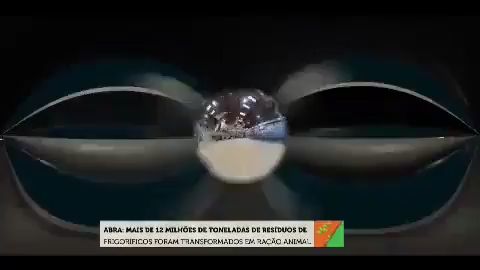 ABRA: MAIS DE 12 MILHÕES DE TONELADAS DE RESÍDUOS DE
FRIGORÍFICOS FORAM TRANSFORMADOS EM RAÇÃO ANIMAL